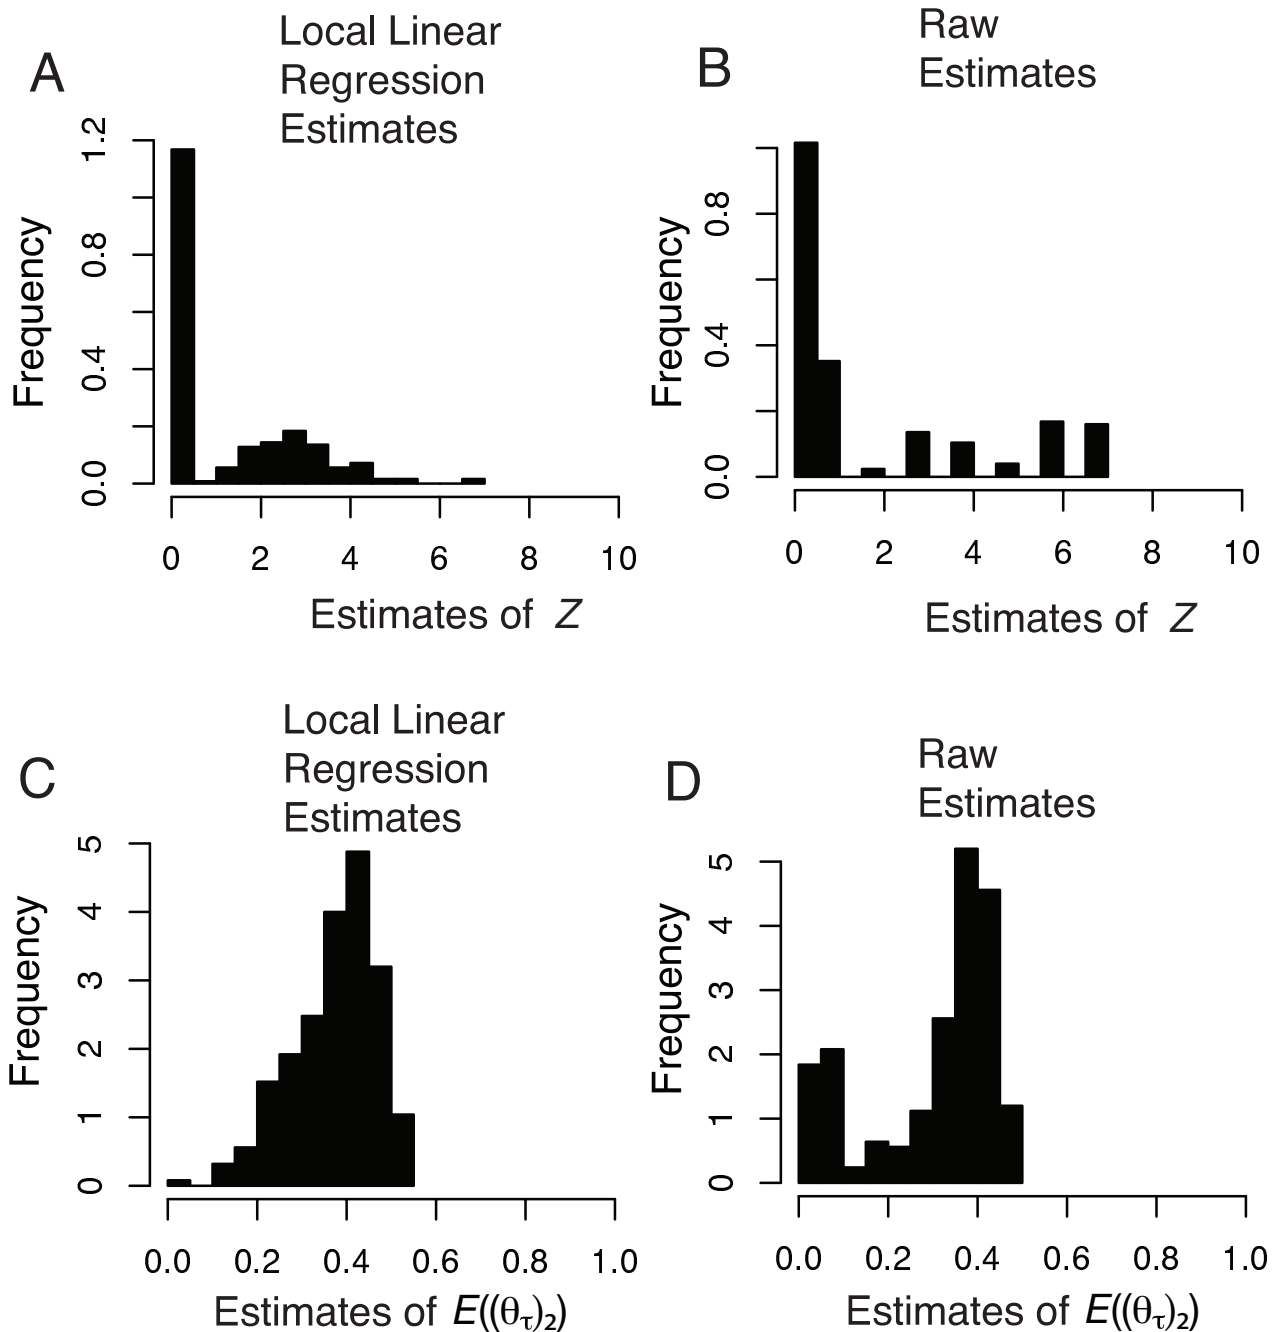 A
Local Linear
Regression
Estimates
Frequency
0.0 0.4 0.8 1.2
0 2 4 6 8 10
Estimates of Z
B
Raw
Estimates
Frequency
0.0 0.4 0.8
0 2 4 6 8 10
Estimates of Z
C
Local Linear
Regression
Estimates
Frequency
0 1 2 3 4 5
0.0 0.2 0.4 0.6 0.8 1.0
Estimates of E((θτ)₂)
D
Raw
Estimates
Frequency
0 1 2 3 4 5
0.0 0.2 0.4 0.6 0.8 1.0
Estimates of E((θτ)₂)